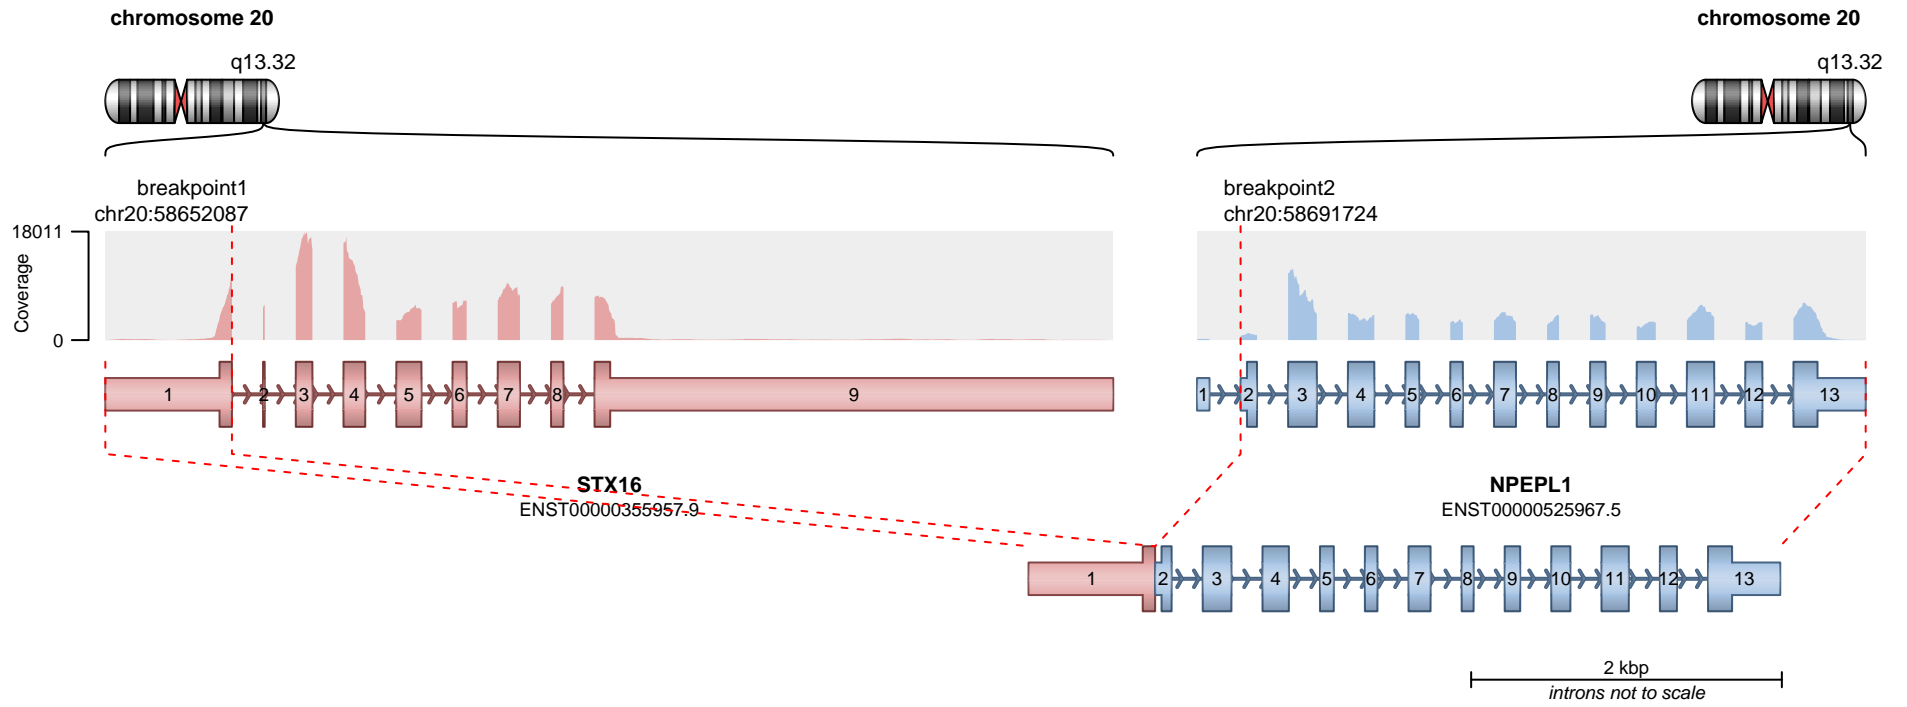 chromosome 20
chromosome 20
q13.32
q13.32
breakpoint1
chr20:58652087
breakpoint2
chr20:58691724
18011
Coverage
0
1 2 3 4 5 6 7 8 9
1 2 3 4 5 6 7 8 9 10 11 12 13
STX16
ENST00000355957.9
NPEPL1
ENST00000525967.5
1 2 3 4 5 6 7 8 9 10 11 12 13
2 kbp
introns not to scale